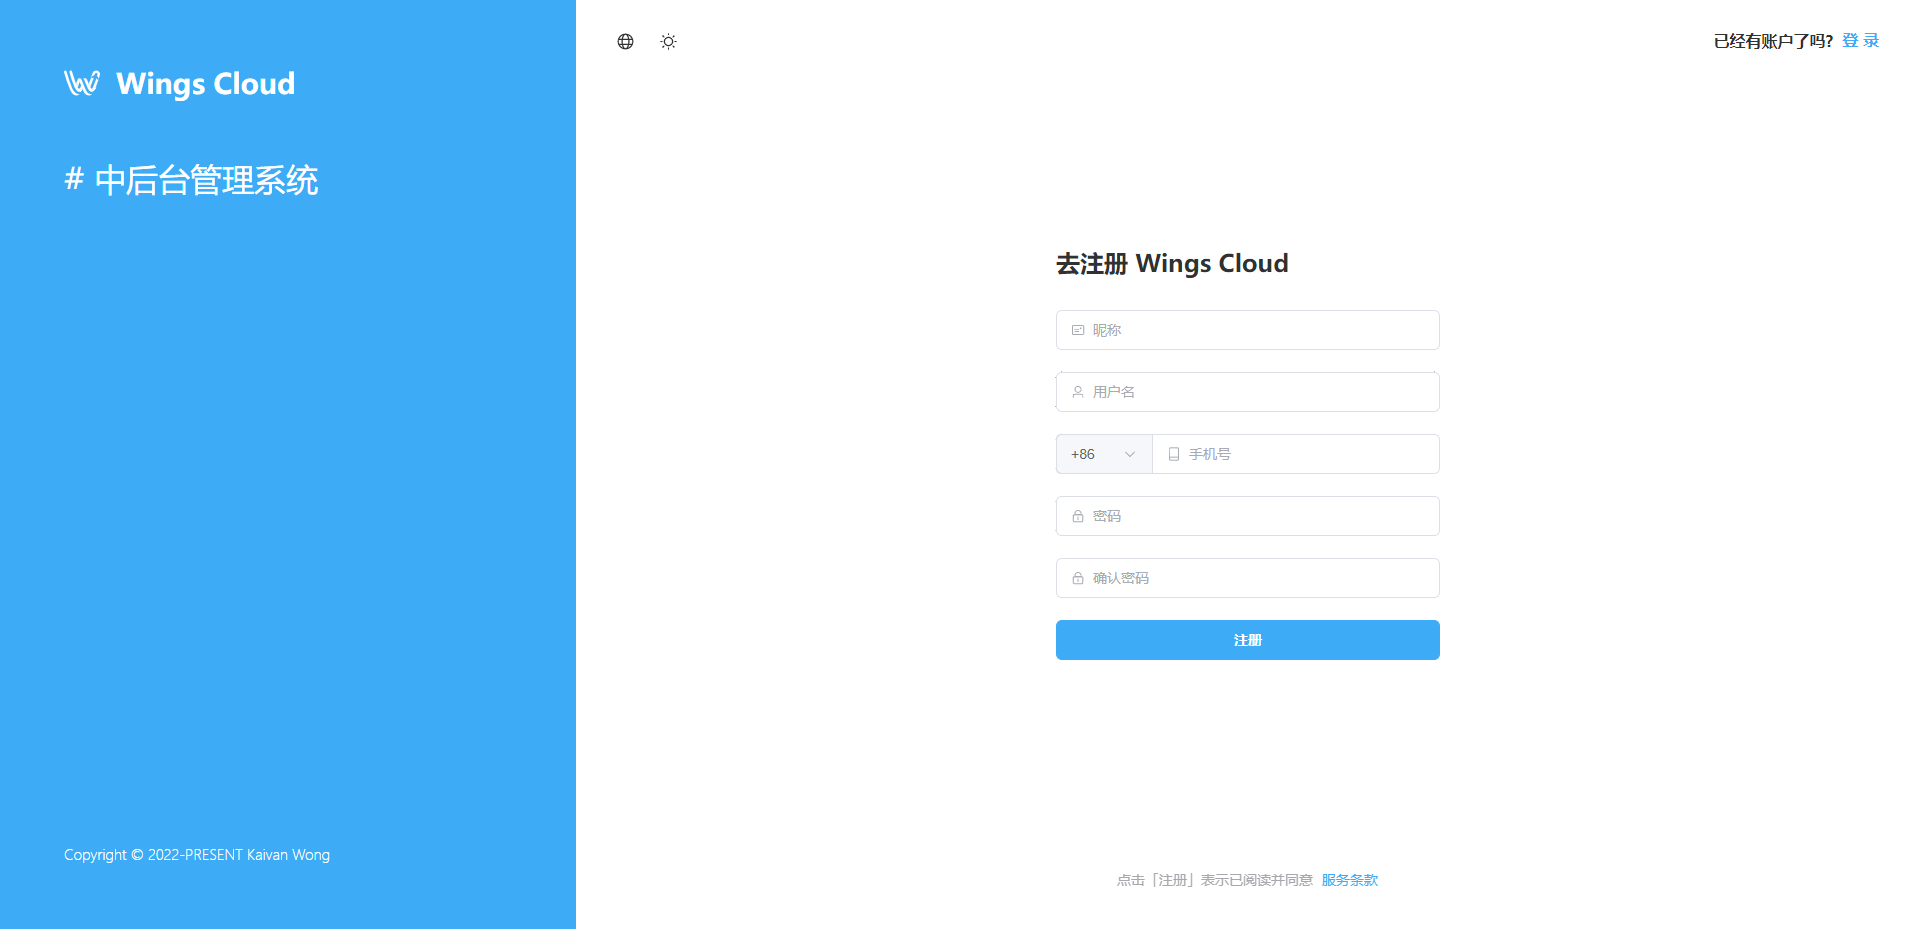 Wings Cloud
# 中后台管理系统
Copyright © 2022-PRESENT Kaivan Wong
已经有账户了吗? 登 录
去注册 Wings Cloud
昵称
用户名
+86 手机号
密码
确认密码
注册
点击「注册」表示已阅读并同意 服务条款